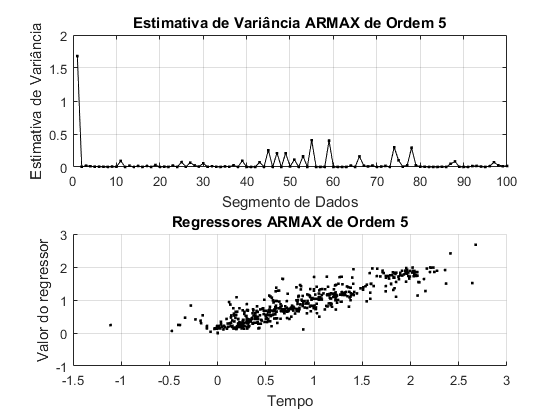 Estimativa de Variância ARMAX de Ordem 5
Estimativa de Variância
2
1.5
1
0.5
0
0 10 20 30 40 50 60 70 80 90 100
Segmento de Dados
Regressores ARMAX de Ordem 5
Valor do regressor
3
2
1
0
-1
-1.5 -1 -0.5 0 0.5 1 1.5 2 2.5 3
Tempo